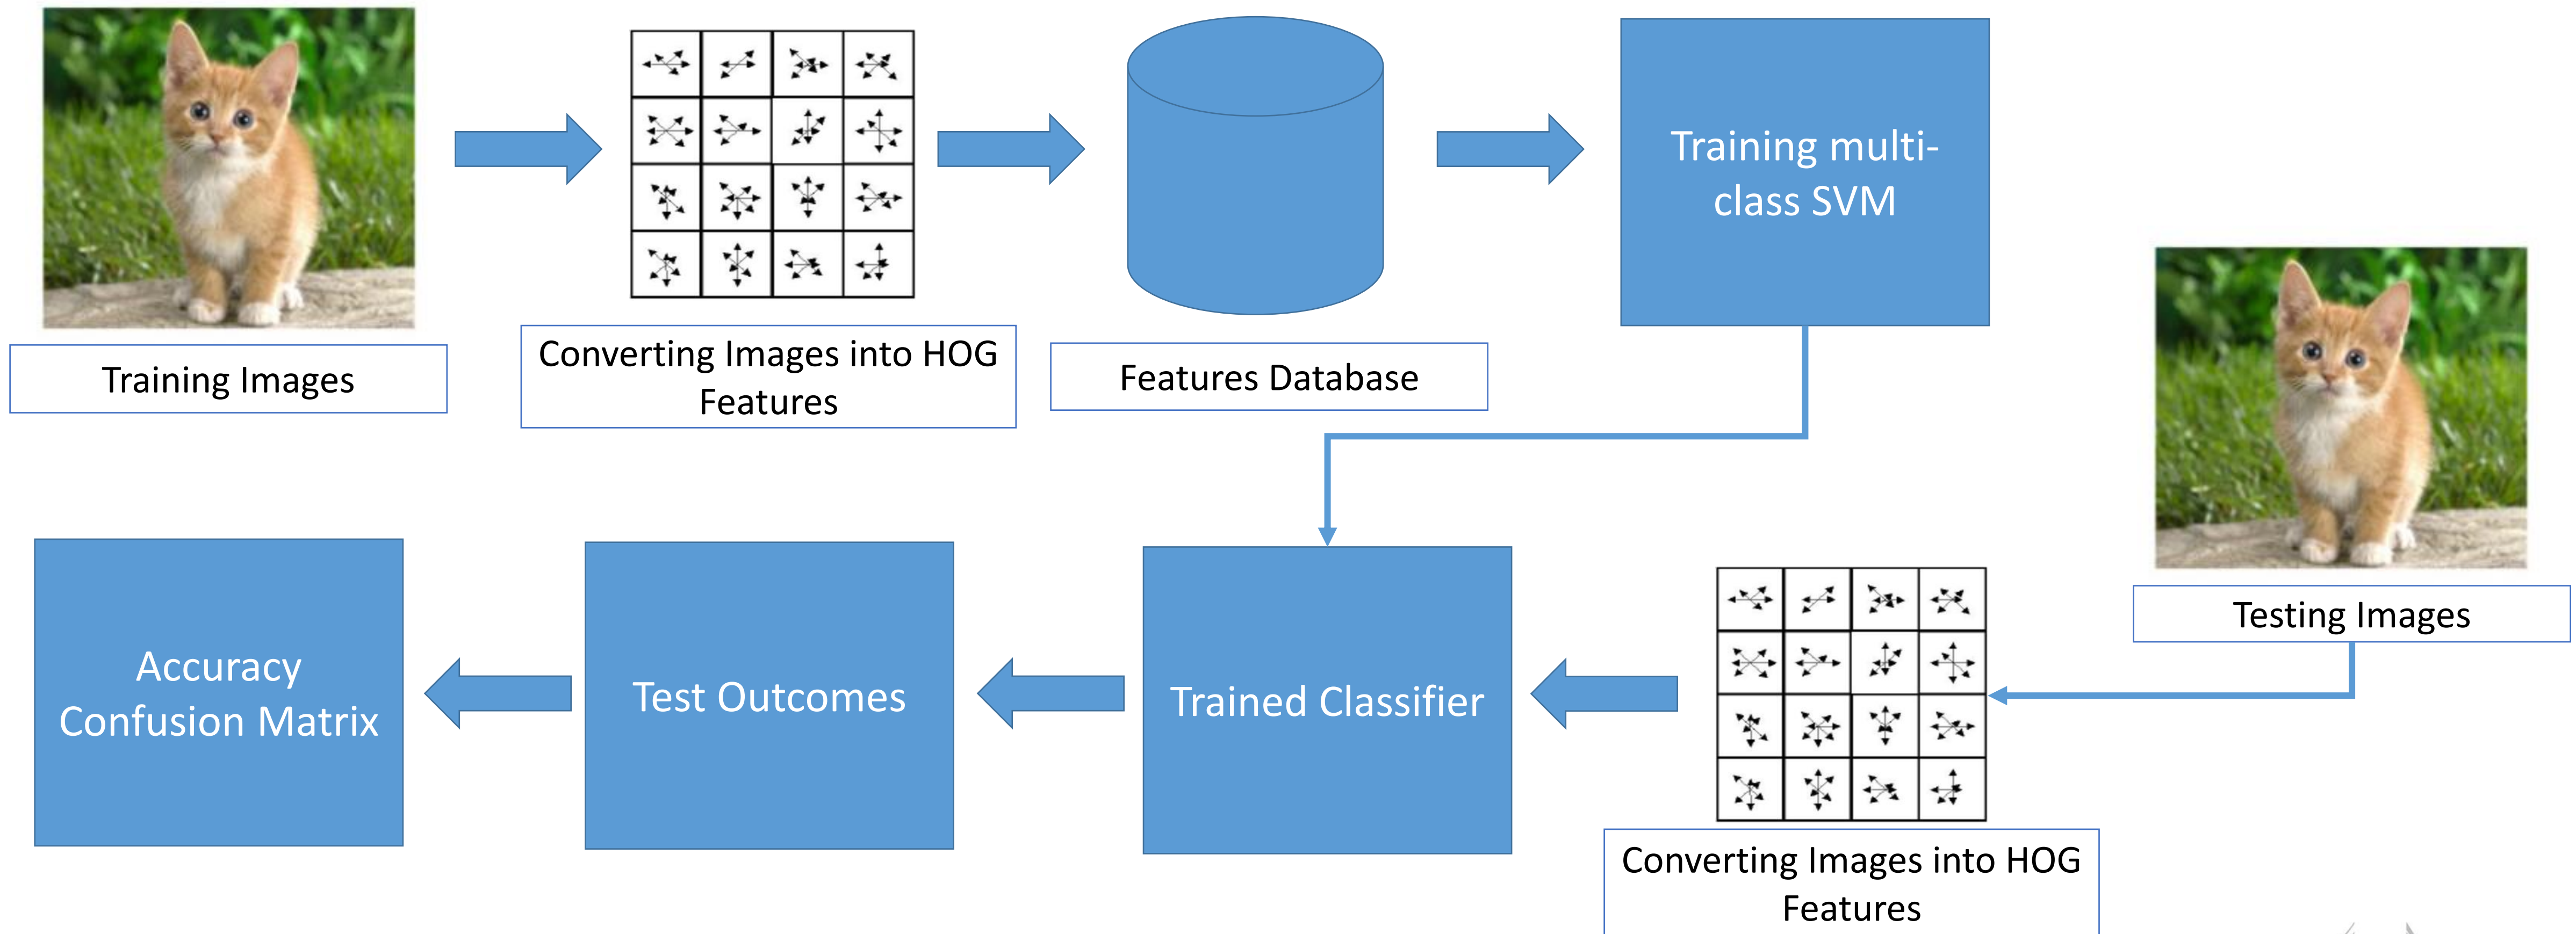 Training multi-
class SVM
Training Images
Converting Images into HOG
Features
Features Database
Testing Images
Accuracy
Confusion Matrix
Test Outcomes
Trained Classifier
Converting Images into HOG
Features